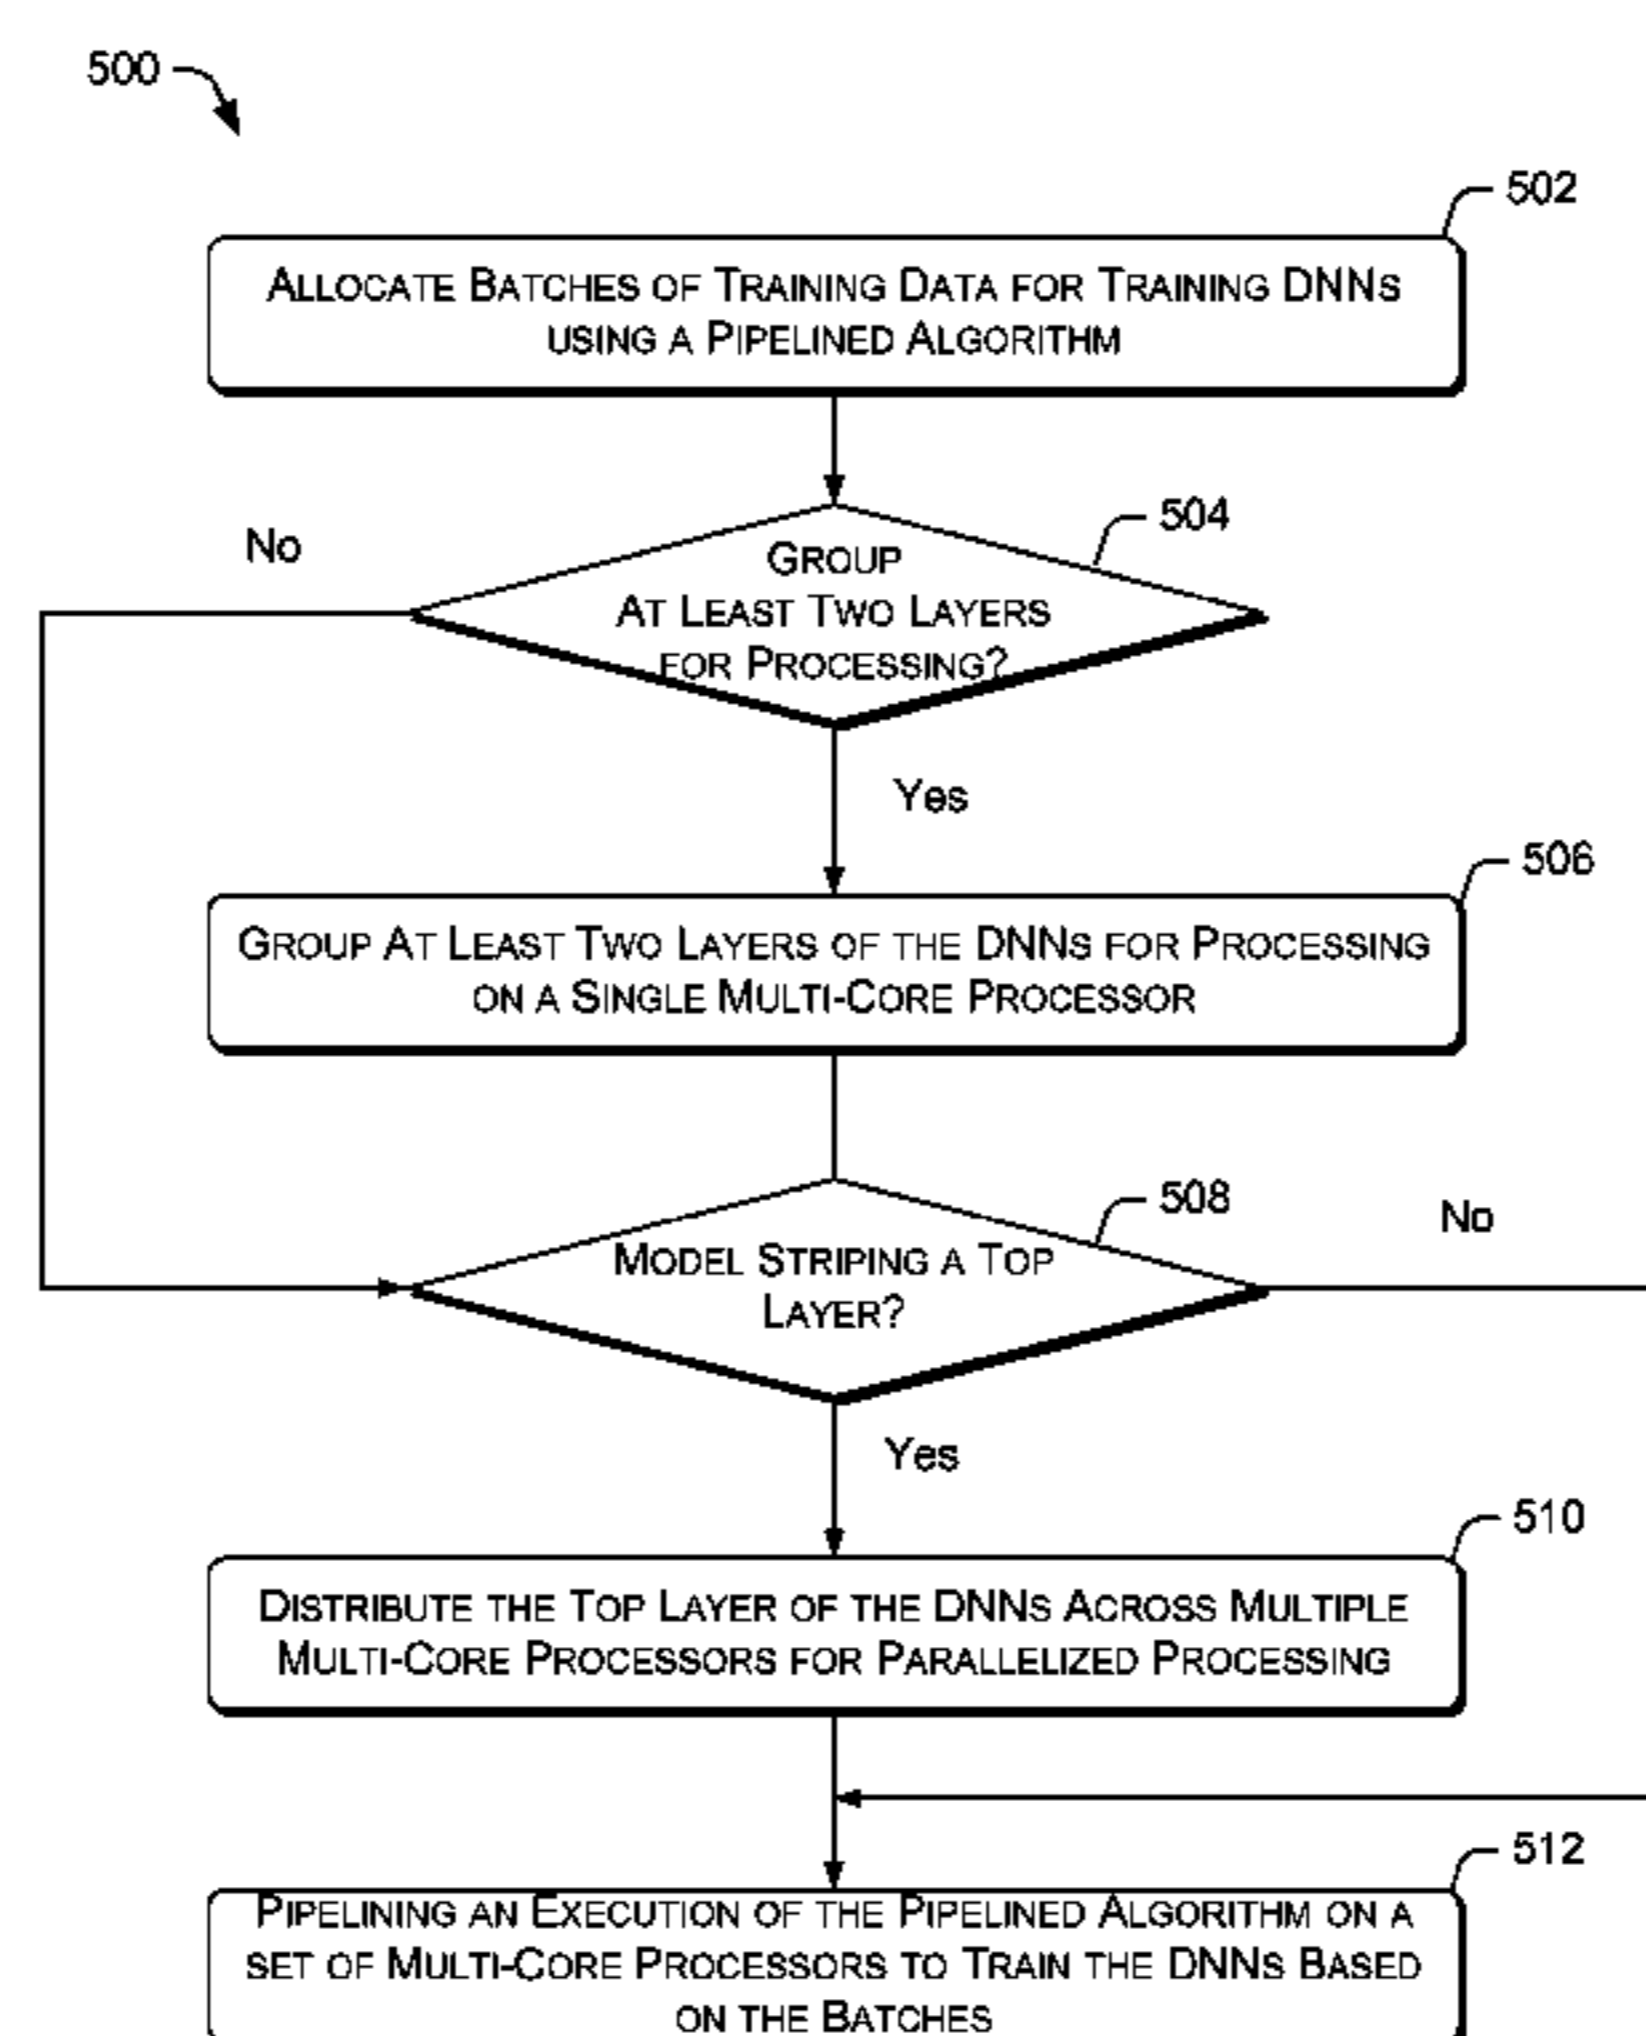 500
502
ALLOCATE BATCHES OF TRAINING DATA FOR TRAINING DNNS
USING A PIPELINED ALGORITHM
504
No
GROUP
AT LEAST TWO LAYERS
FOR PROCESSING?
Yes
506
GROUP AT LEAST TWO LAYERS OF THE DNNS FOR PROCESSING
ON A SINGLE MULTI-CORE PROCESSOR
508
No
MODEL STRIPING A TOP
LAYER?
Yes
510
DISTRIBUTE THE TOP LAYER OF THE DNNS ACROSS MULTIPLE
MULTI-CORE PROCESSORS FOR PARALLELIZED PROCESSING
512
PIPELINING AN EXECUTION OF THE PIPELINED ALGORITHM ON A
SET OF MULTI-CORE PROCESSORS TO TRAIN THE DNNS BASED
ON THE BATCHES